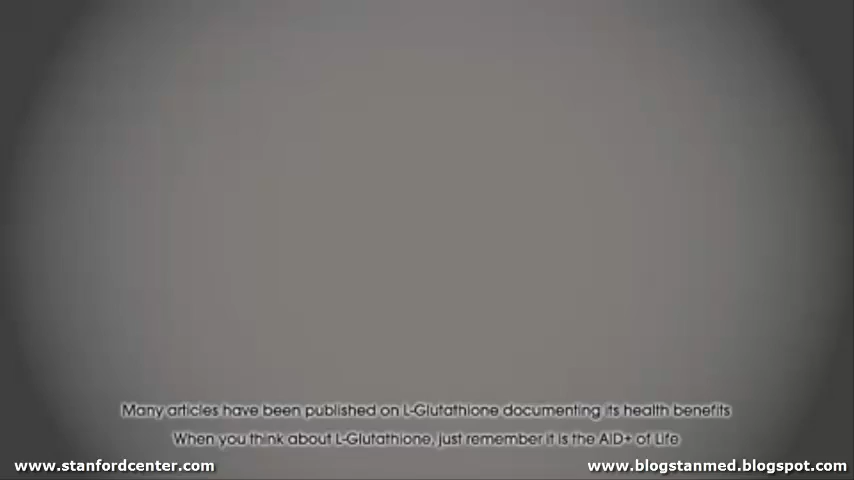 Many articles have been published on L-Glutathione documenting its health benefits
When you think about L-Glutathione, just remember it is the AID+ of Life
www.stanfordcenter.com
www.blogstanmed.blogspot.com